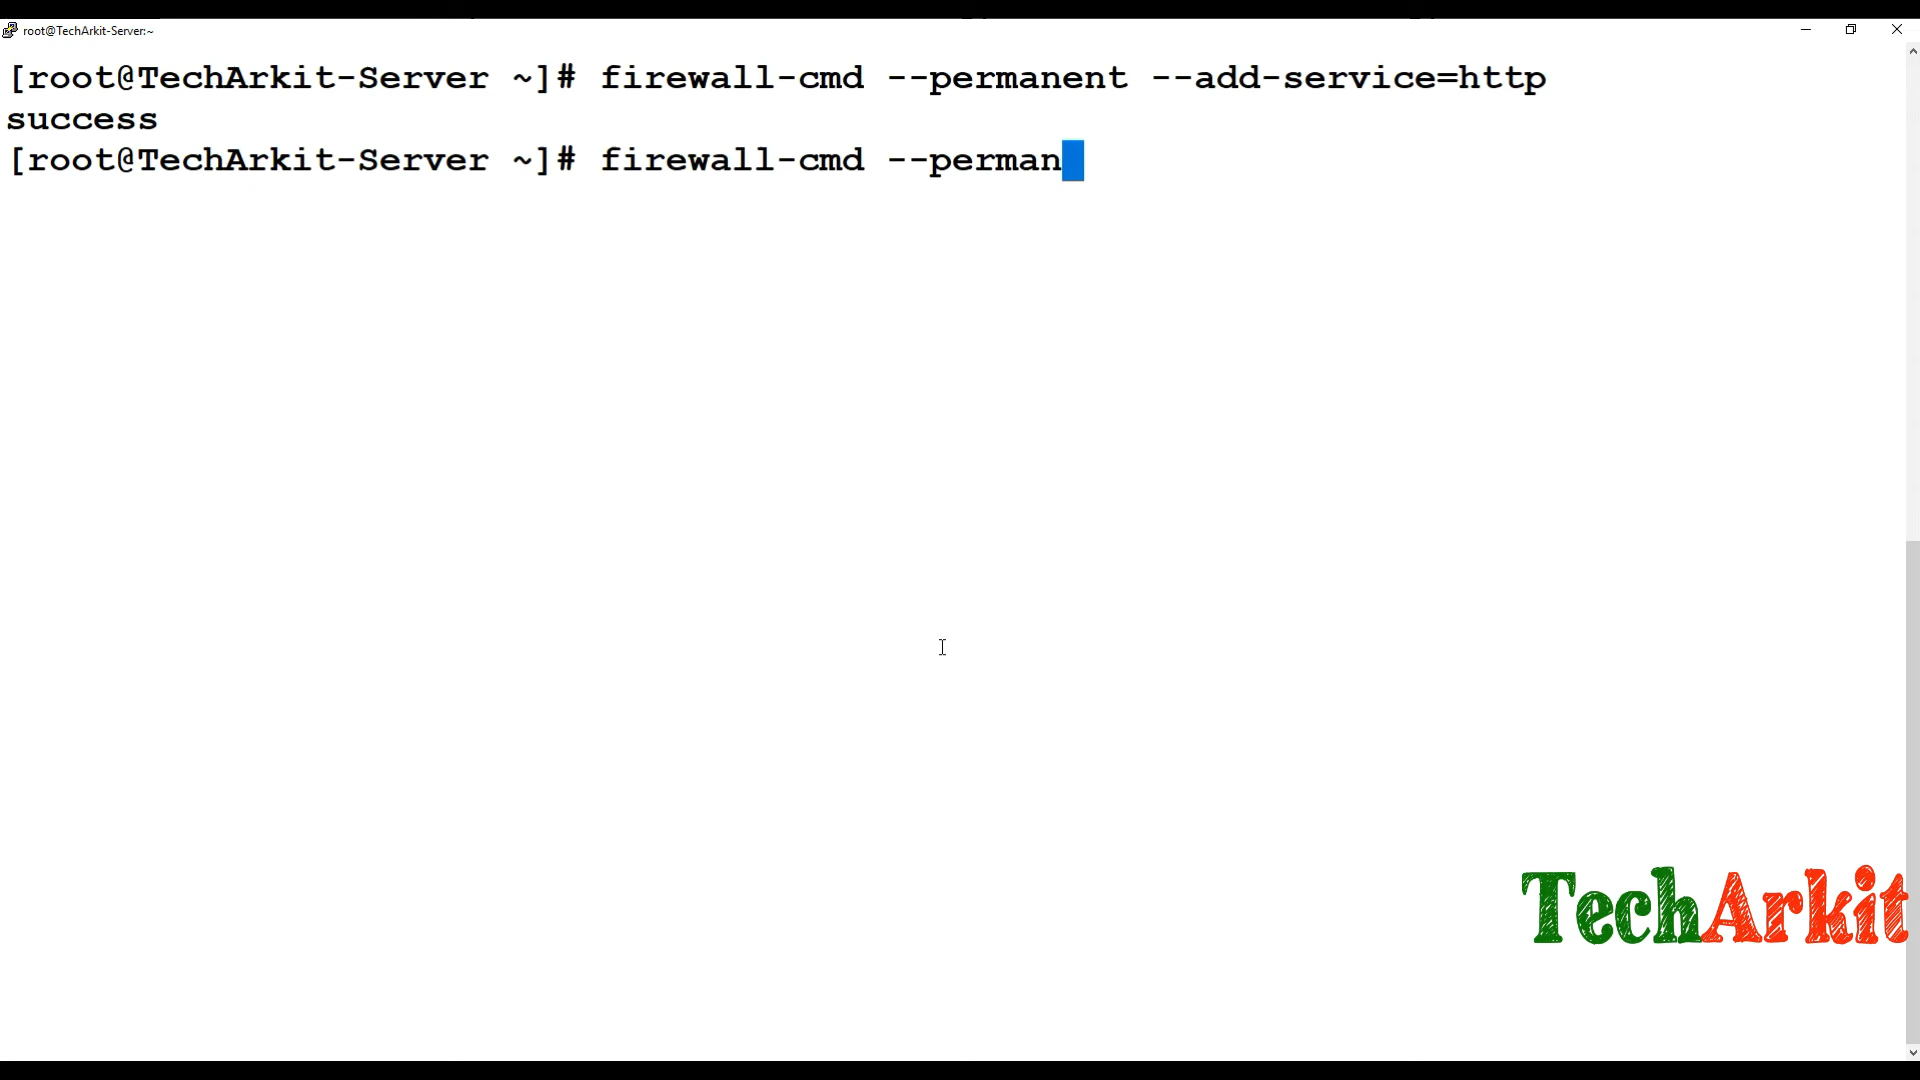 root@TechArkit-Server:~
[root@TechArkit-Server ~]# firewall-cmd --permanent --add-service=http
success
[root@TechArkit-Server ~]# firewall-cmd --perman
TechArkit